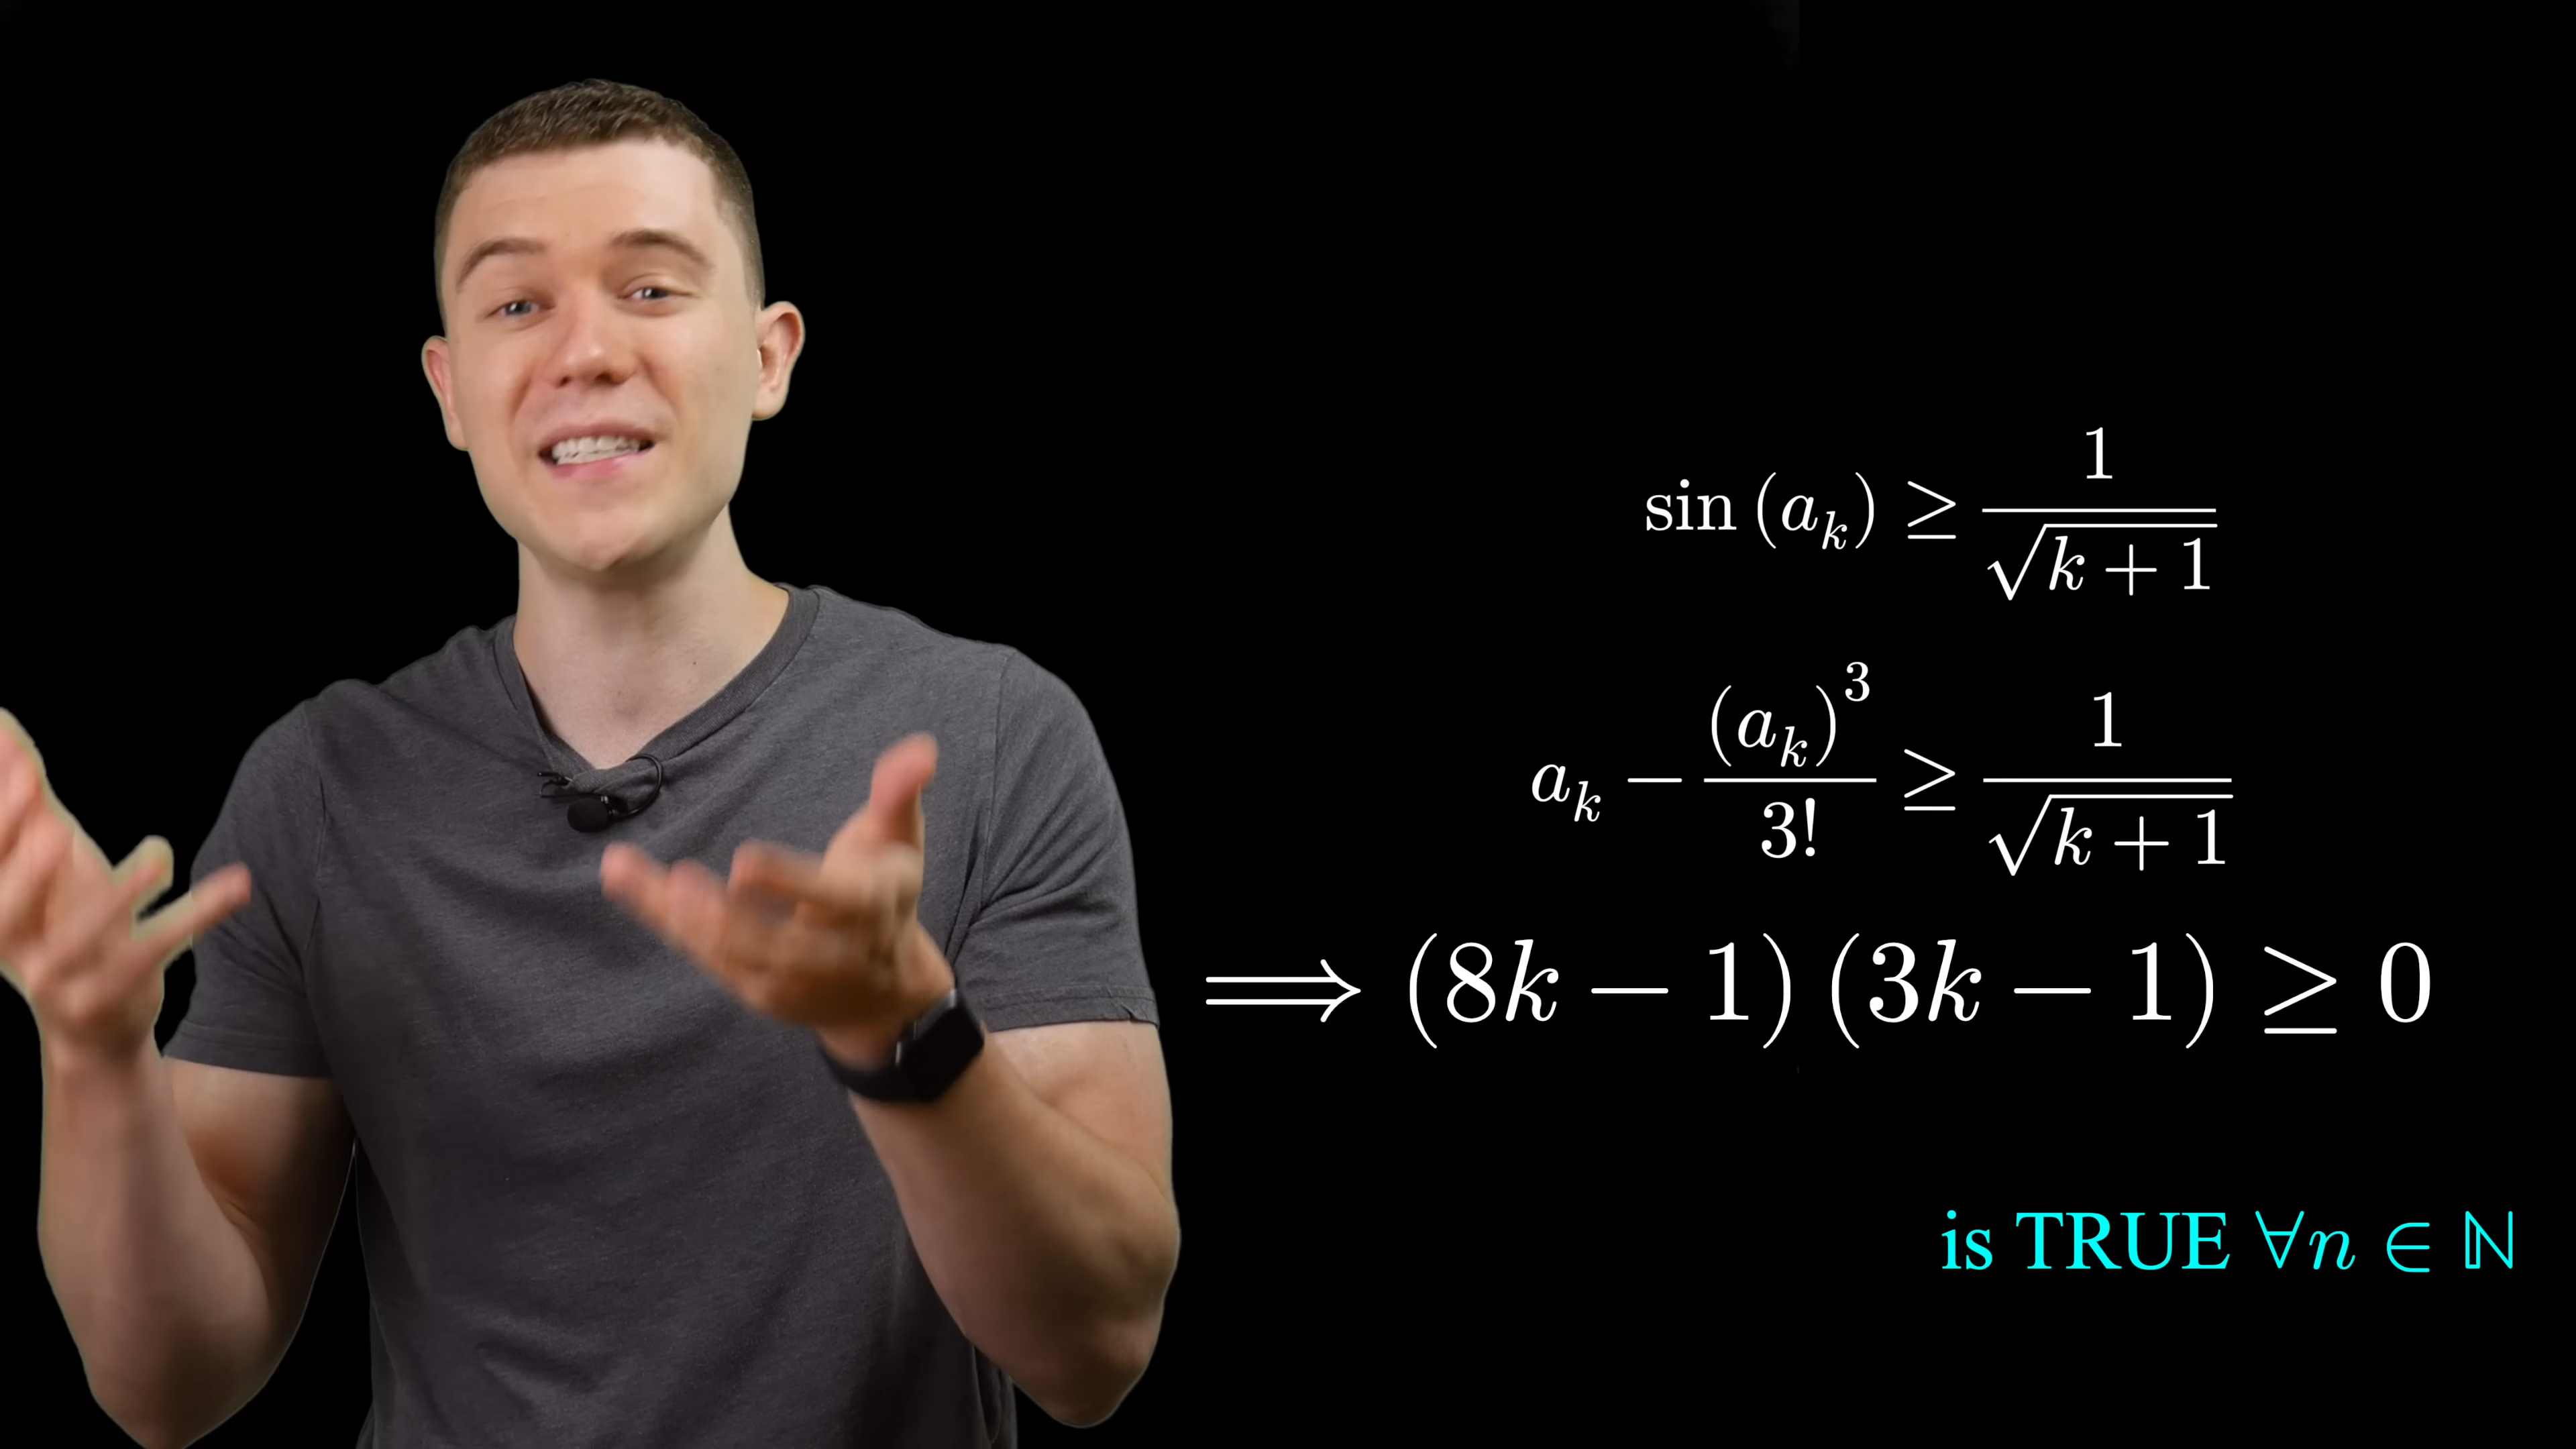 sin (a_k) ≥ 1/√(k + 1)
a_k − (a_k)^3/3! ≥ 1/√(k + 1)
⟹ (8k − 1) (3k − 1) ≥ 0
is TRUE ∀n ∈ ℕ